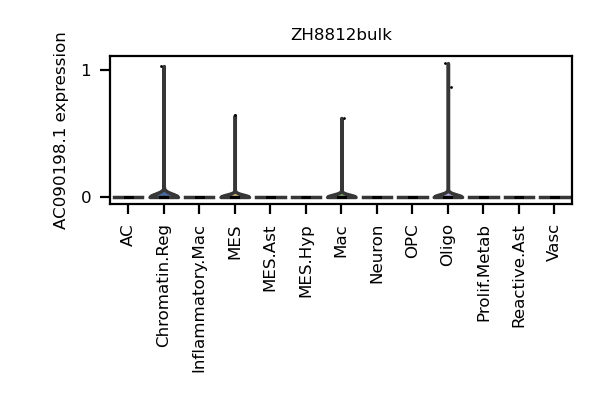 ZH8812bulk
AC090198.1 expression
1
0
AC
Chromatin.Reg
Inflammatory.Mac
MES
MES.Ast
MES.Hyp
Mac
Neuron
OPC
Oligo
Prolif.Metab
Reactive.Ast
Vasc